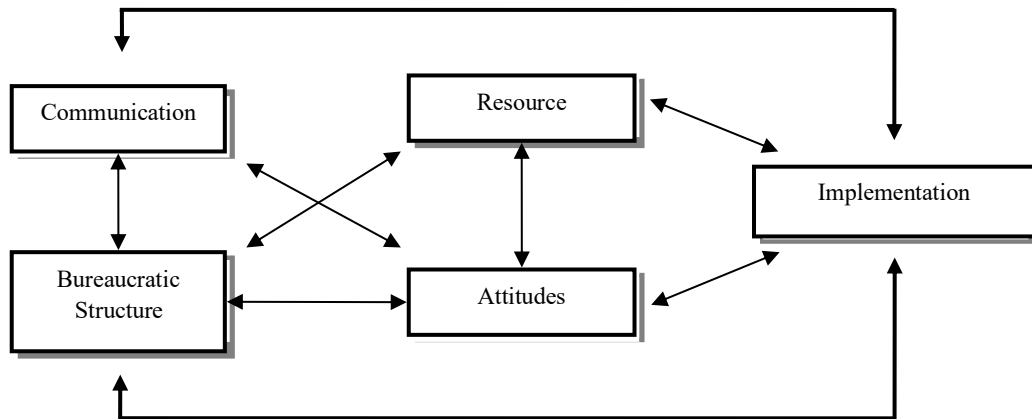 Communication
Resource
Implementation
Bureaucratic
Structure
Attitudes